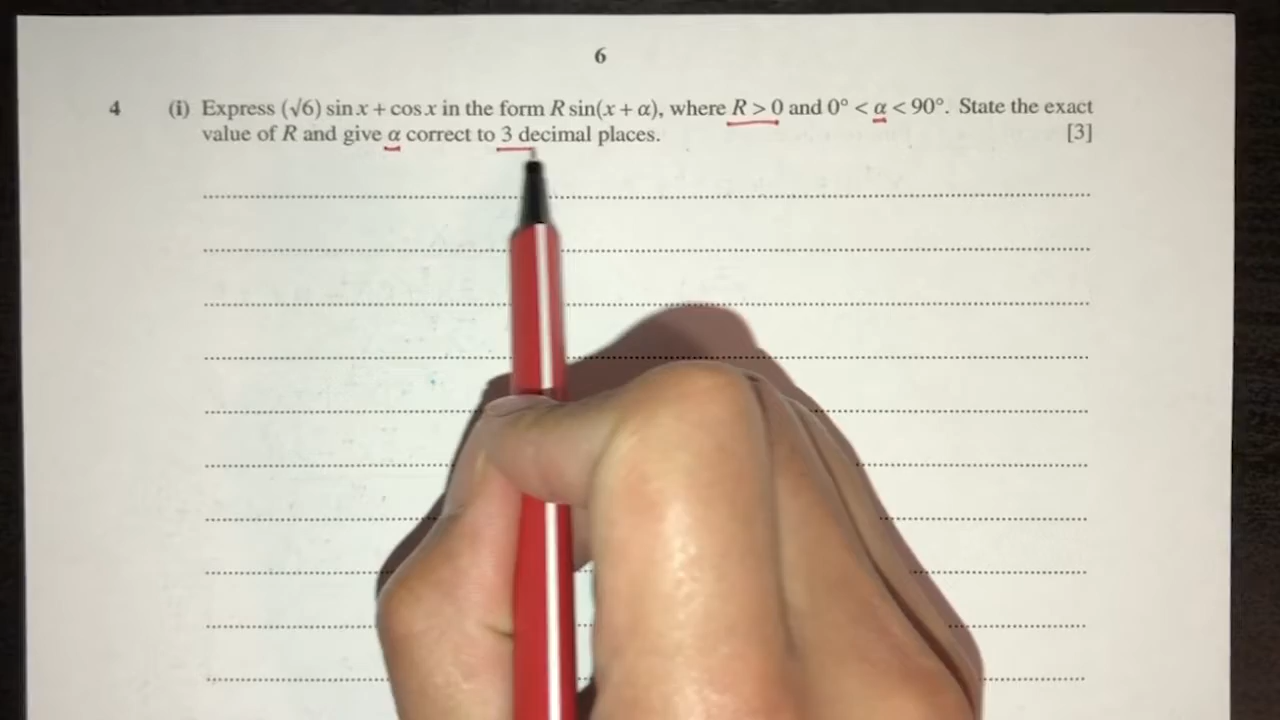 6
4 (i) Express (√6) sin x + cos x in the form R sin(x + α), where R > 0 and 0° < α < 90°. State the exact
value of R and give α correct to 3 decimal places. [3]